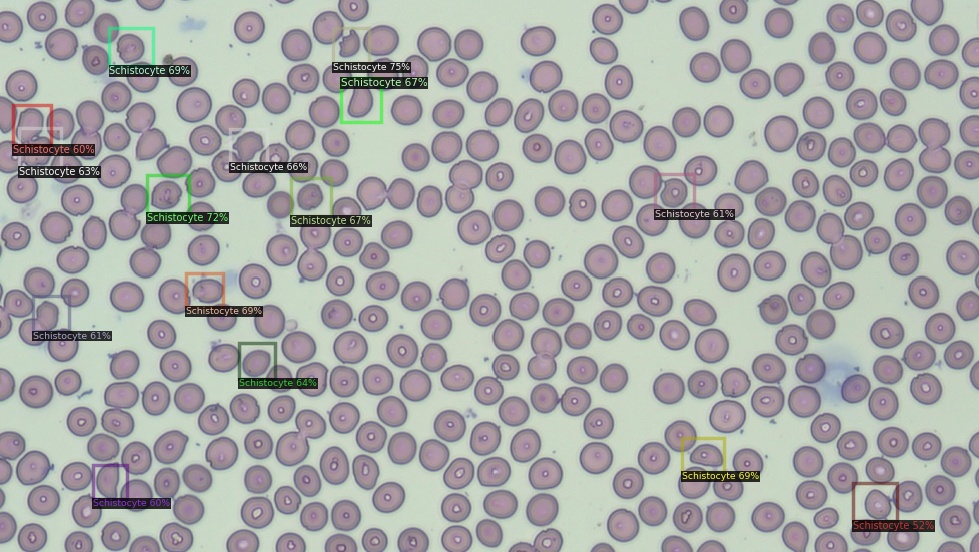 Schistocyte 69%
Schistocyte 75%
Schistocyte 67%
Schistocyte 60%
Schistocyte 63%
Schistocyte 66%
Schistocyte 72%
Schistocyte 67%
Schistocyte 61%
Schistocyte 69%
Schistocyte 61%
Schistocyte 64%
Schistocyte 69%
Schistocyte 60%
Schistocyte 52%